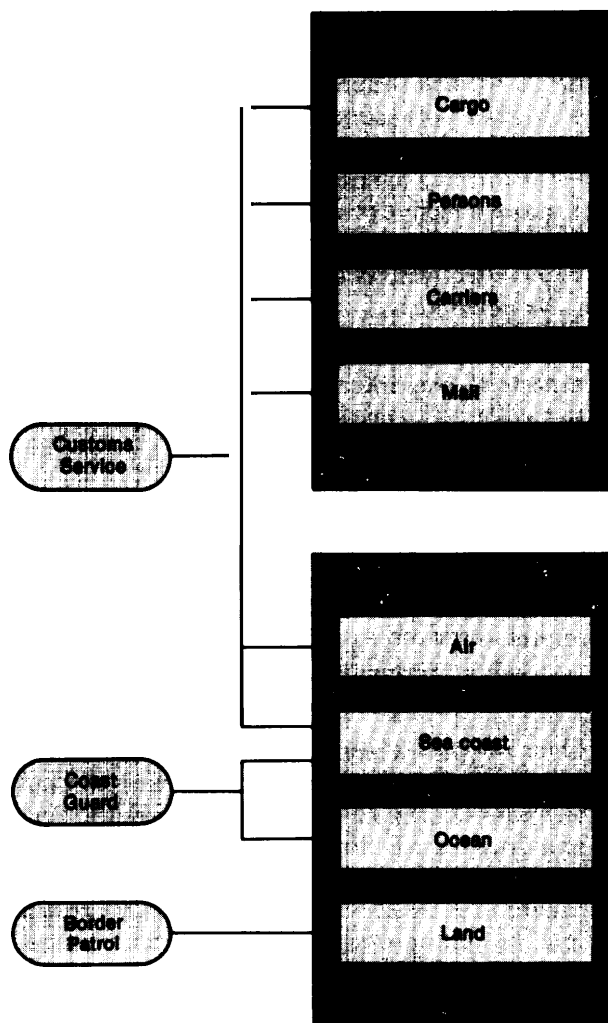 Cargo
Persons
Carriers
Mail
Customs
Service
Air
Sea coast
Coast
Guard
Ocean
Border
Patrol
Land